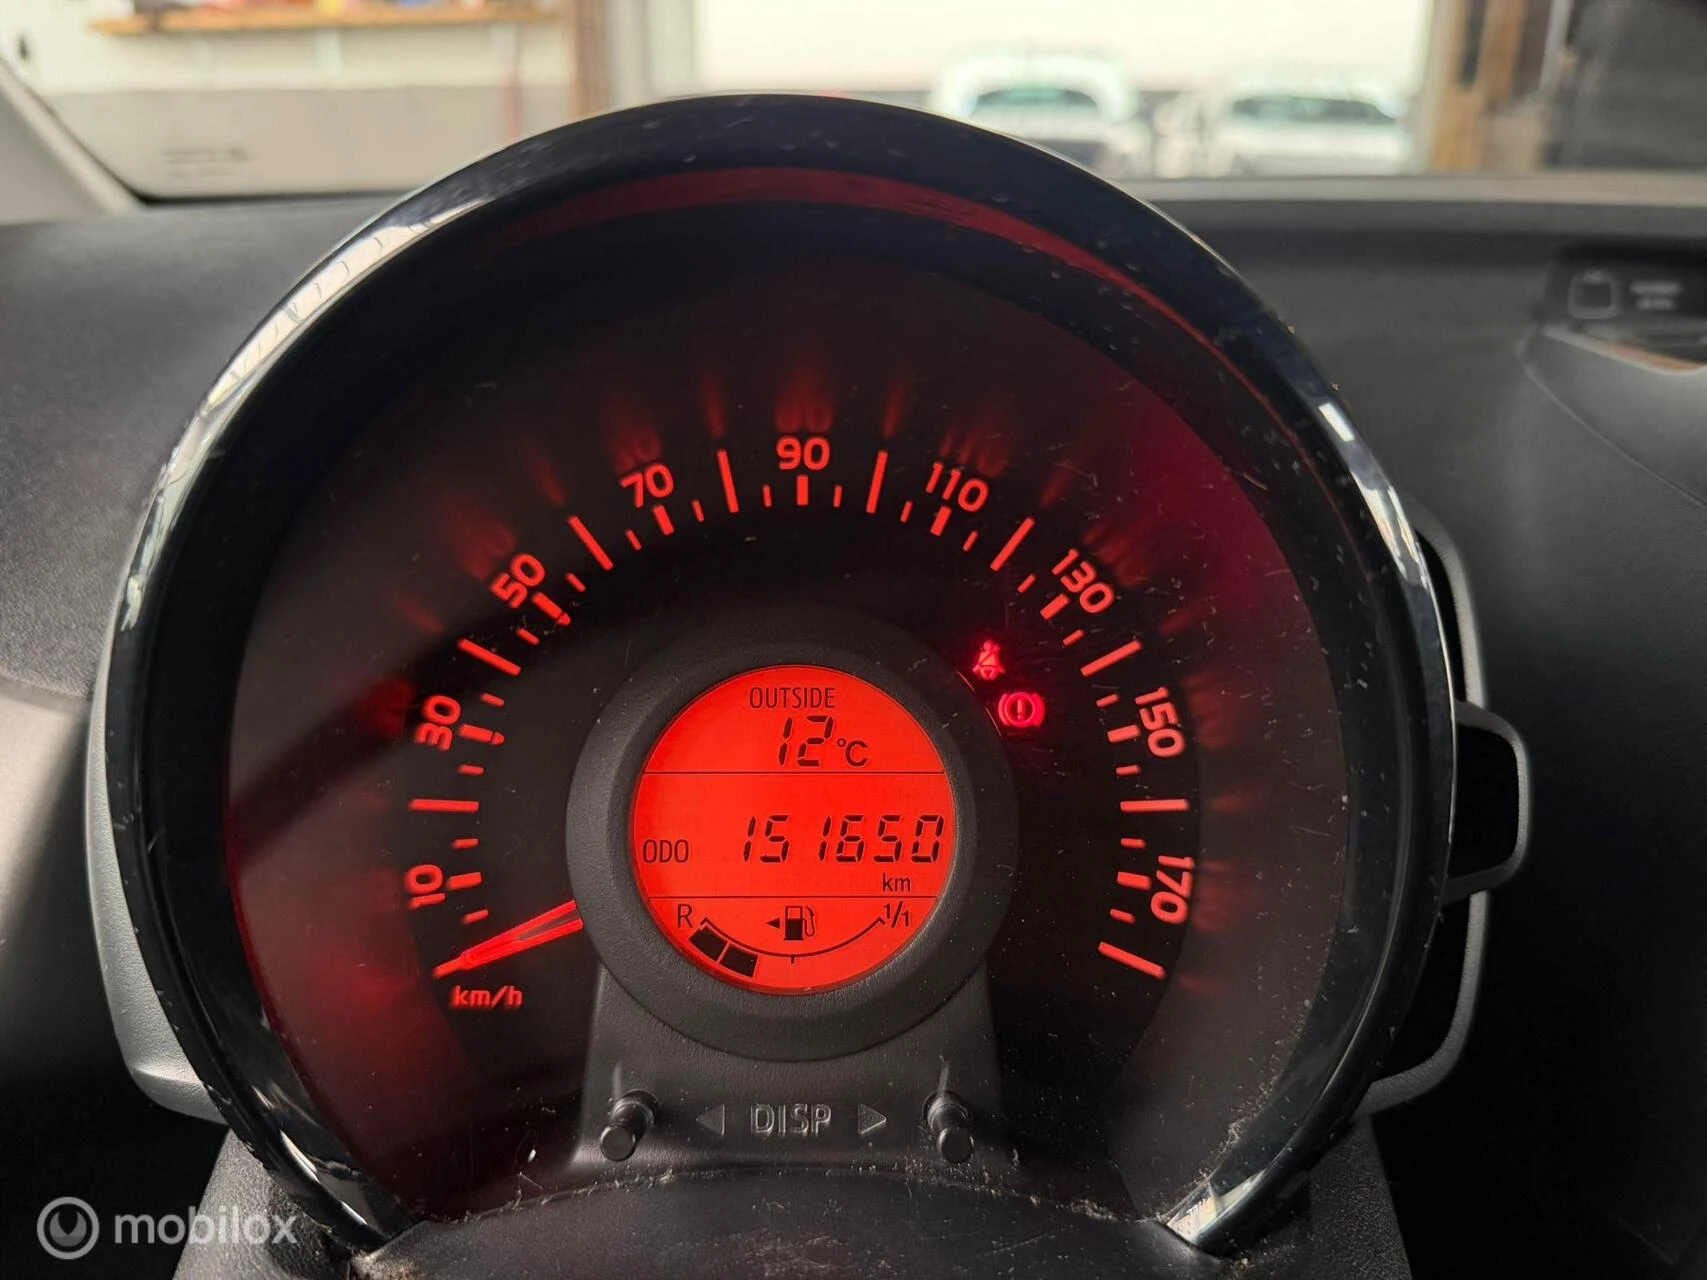 10
30
50
70
90
110
130
150
170
km/h
OUTSIDE
12 °C
ODO 151650
km
R 1/1
◄ DISP ►
mobilox